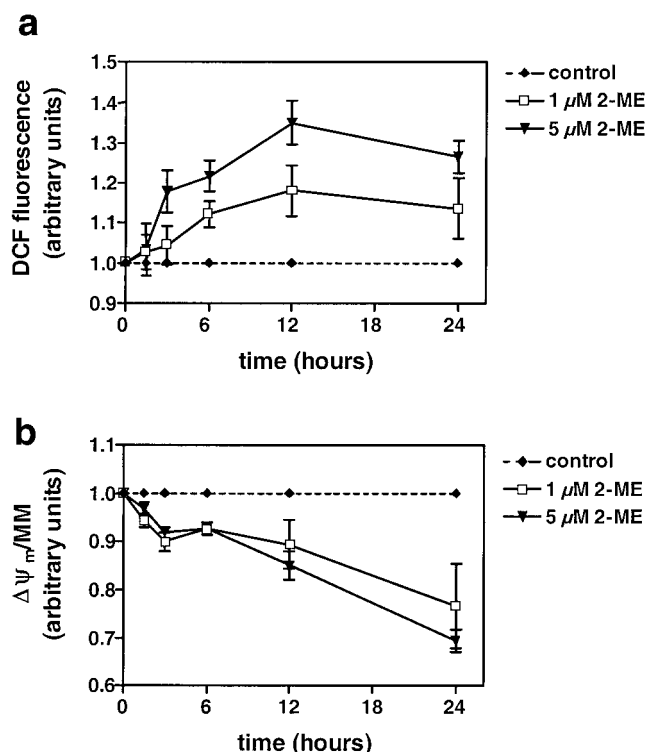 a
DCF fluorescence
(arbitrary units)
1.5
1.4
1.3
1.2
1.1
1.0
0.9
0
6
12
18
24
time (hours)
control
1 µM 2-ME
5 µM 2-ME
b
Δψm/MM
(arbitrary units)
1.1
1.0
0.9
0.8
0.7
0.6
0
6
12
18
24
time (hours)
control
1 µM 2-ME
5 µM 2-ME